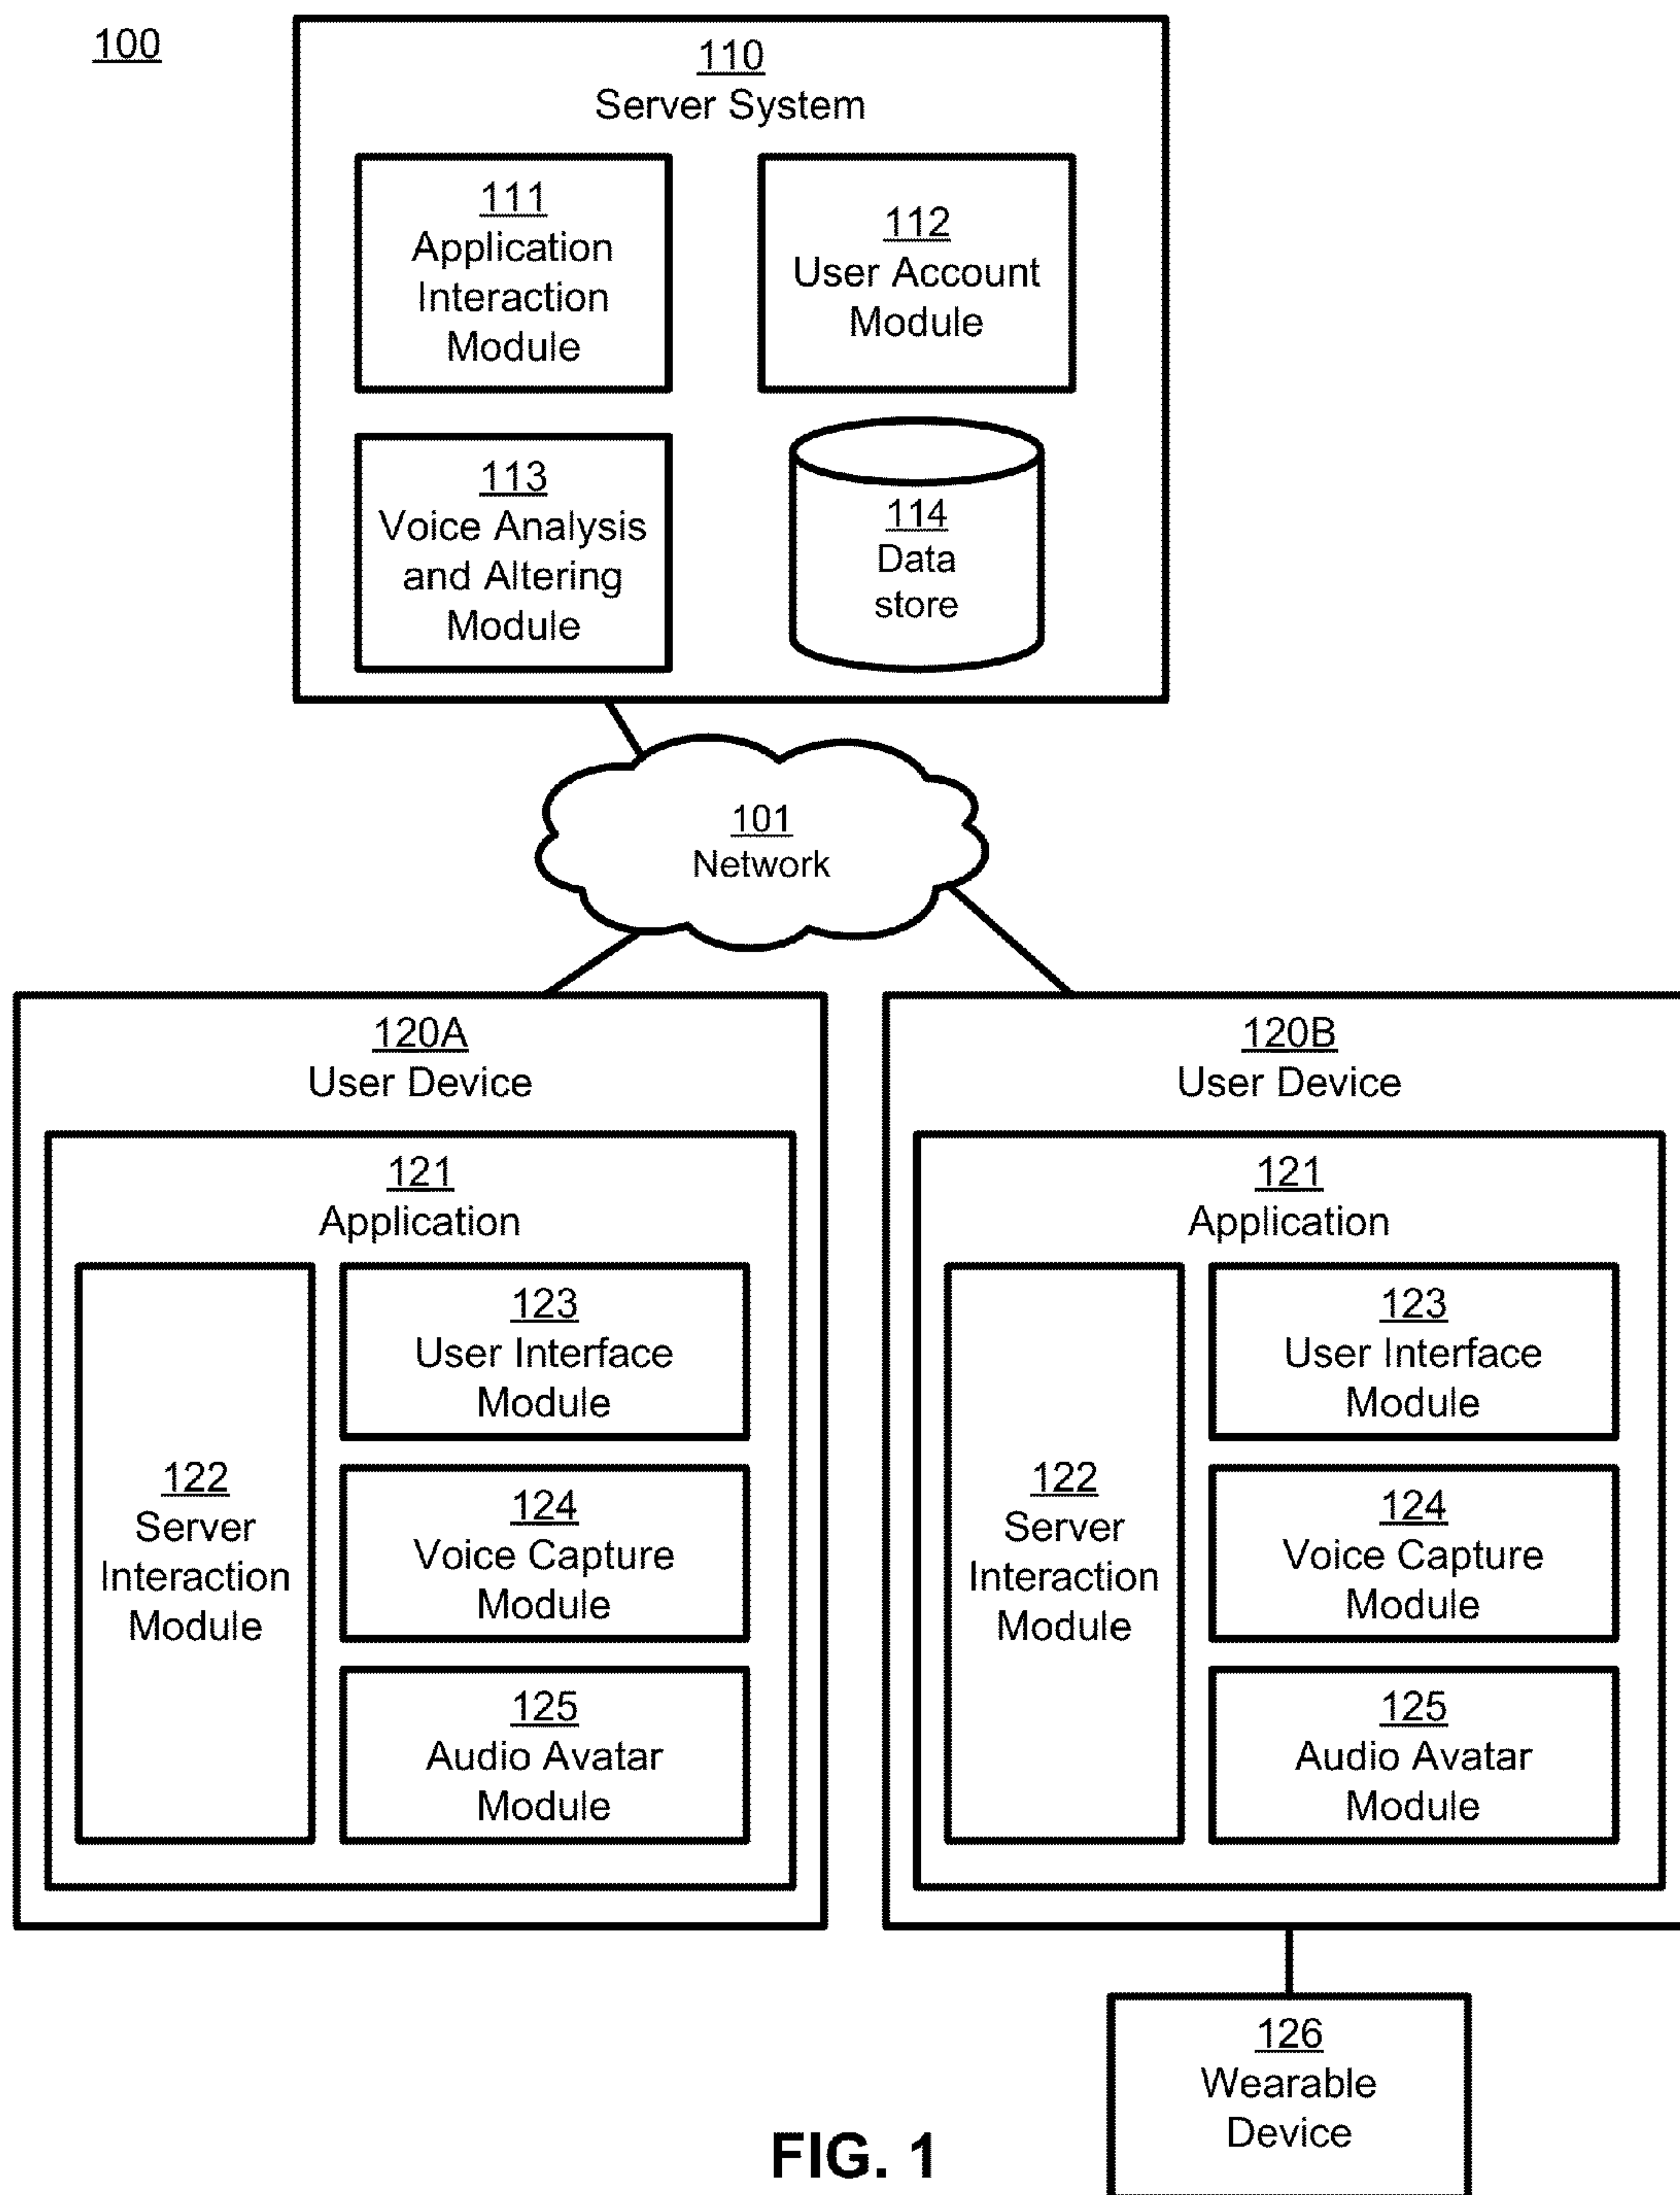 100
110
Server System
111
Application
Interaction
Module
112
User Account
Module
113
Voice Analysis
and Altering
Module
114
Data
store
101
Network
120A
User Device
121
Application
122
Server
Interaction
Module
123
User Interface
Module
124
Voice Capture
Module
125
Audio Avatar
Module
120B
User Device
121
Application
122
Server
Interaction
Module
123
User Interface
Module
124
Voice Capture
Module
125
Audio Avatar
Module
126
Wearable
Device
FIG. 1